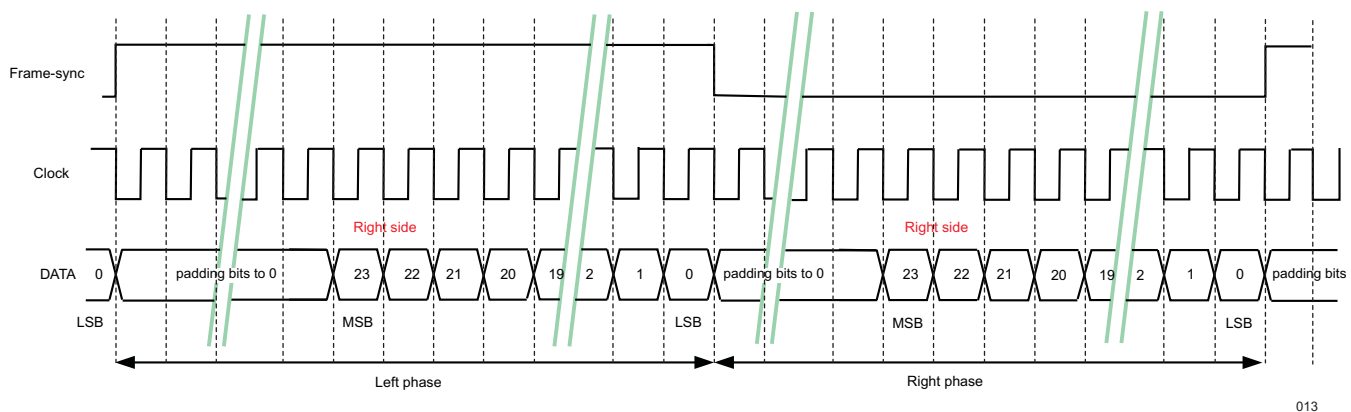 Frame-sync
Clock
Right side Right side
DATA 0 padding bits to 0 23 22 21 20 19 2 1 0 padding bits to 0 23 22 21 20 19 2 1 0 padding bits
LSB MSB LSB MSB LSB
Left phase Right phase
013